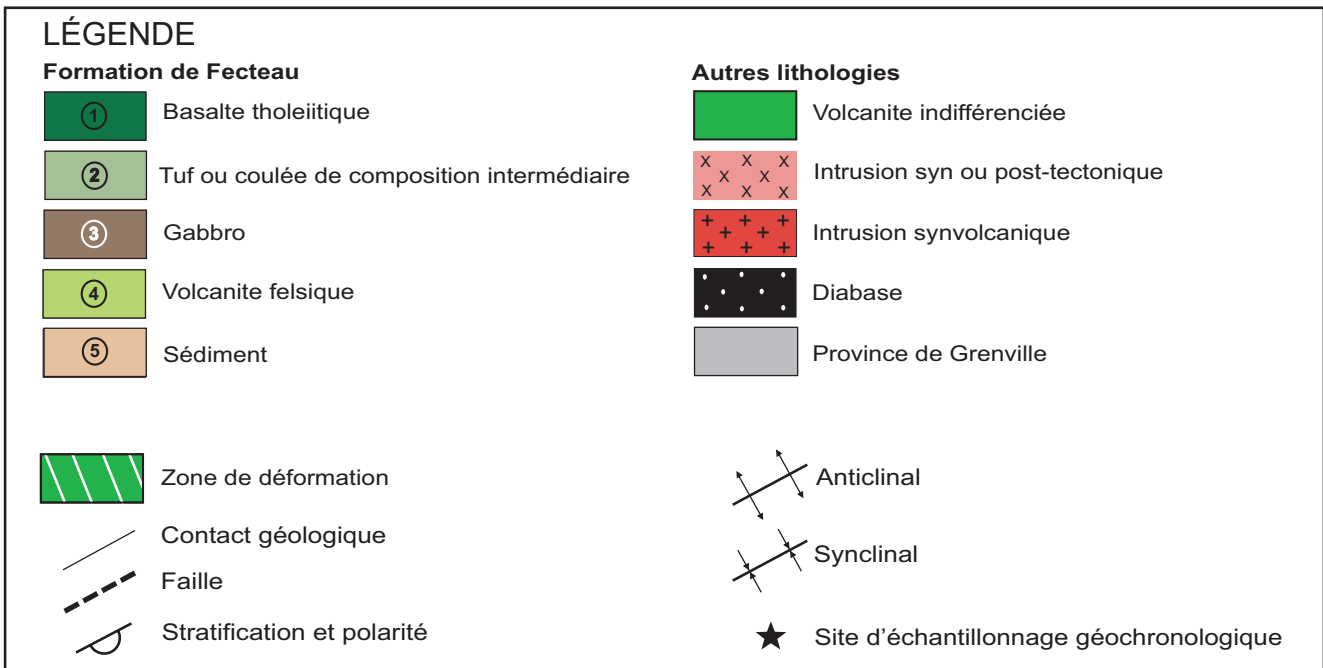 LÉGENDE
Formation de Fecteau
1 Basalte tholeiitique
2 Tuf ou coulée de composition intermédiaire
3 Gabbro
4 Volcanite felsique
5 Sédiment
Autres lithologies
Volcanite indifférenciée
Intrusion syn ou post-tectonique
Intrusion synvolcanique
Diabase
Province de Grenville
Zone de déformation
Contact géologique
Faille
Stratification et polarité
Anticlinal
Synclinal
Site d'échantillonnage géochronologique